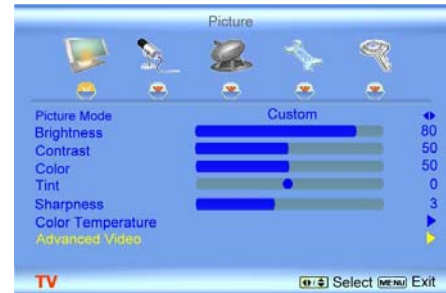 Picture
Picture Mode Custom
Brightness 80
Contrast 50
Color 50
Tint 0
Sharpness 3
Color Temperature
Advanced Video
TV Select MENU Exit